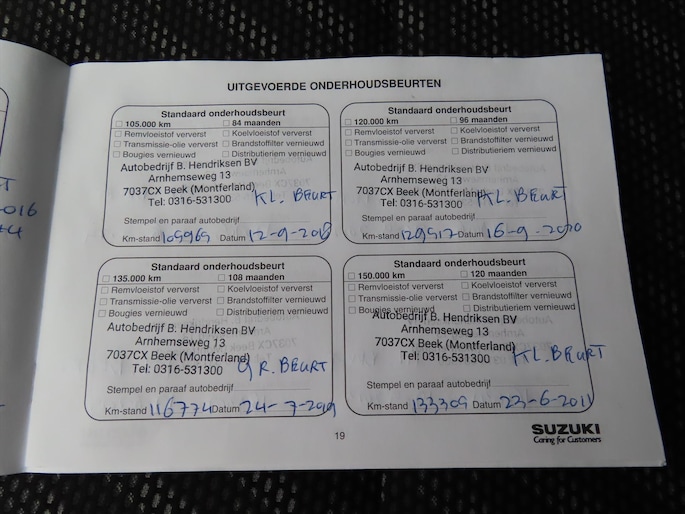 UITGEVOERDE ONDERHOUDSBEURTEN
Standaard onderhoudsbeurt
105.000 km 84 maanden
Remvloeistof ververst Koelvloeistof ververst
Transmissie-olie ververst Brandstoffilter vernieuwd
Bougies vernieuwd Distributieriem vernieuwd
Autobedrijf B. Hendriksen BV
Arnhemseweg 13
7037CX Beek (Montferland)
Tel: 0316-531300
KL. BEURT
Stempel en paraaf autobedrijf
Km-stand 105965 Datum 12-9-2018
Standaard onderhoudsbeurt
120.000 km 96 maanden
Remvloeistof ververst Koelvloeistof ververst
Transmissie-olie ververst Brandstoffilter vernieuwd
Bougies vernieuwd Distributieriem vernieuwd
Autobedrijf B. Hendriksen BV
Arnhemseweg 13
7037CX Beek (Montferland)
Tel: 0316-531300
KL. BEURT
Stempel en paraaf autobedrijf
Km-stand 129517 Datum 16-9-2020
Standaard onderhoudsbeurt
135.000 km 108 maanden
Remvloeistof ververst Koelvloeistof ververst
Transmissie-olie ververst Brandstoffilter vernieuwd
Bougies vernieuwd Distributieriem vernieuwd
Autobedrijf B. Hendriksen BV
Arnhemseweg 13
7037CX Beek (Montferland)
Tel: 0316-531300
GR. BEURT
Stempel en paraaf autobedrijf
Km-stand 116774 Datum 24-7-2019
Standaard onderhoudsbeurt
150.000 km 120 maanden
Remvloeistof ververst Koelvloeistof ververst
Transmissie-olie ververst Brandstoffilter vernieuwd
Bougies vernieuwd Distributieriem vernieuwd
Autobedrijf B. Hendriksen BV
Arnhemseweg 13
7037CX Beek (Montferland)
Tel: 0316-531300
KL. BEURT
Stempel en paraaf autobedrijf
Km-stand 133309 Datum 23-6-2011
19
SUZUKI
Caring for Customers